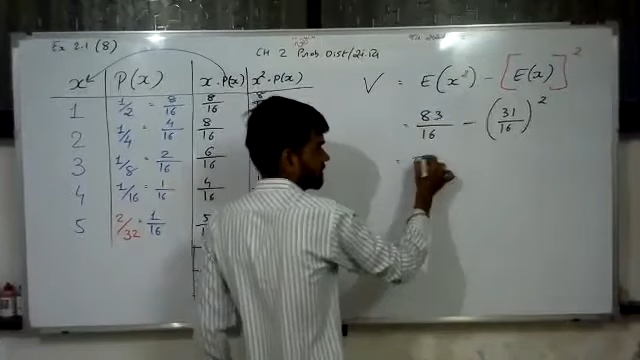 Ex 2.1 (8)
CH 2 Prob Dist/
x P(x) x·P(x) x²·P(x) V = E(x²) - [E(x)]²
1 1/2 = 8/16 8/16 8
2 1/4 = 4/16 8/16 = 83/16 - (31/16)²
3 1/8 = 2/16 6/16 =
4 1/16 = 1/16 4/16
5 2/32 = 1/16 5